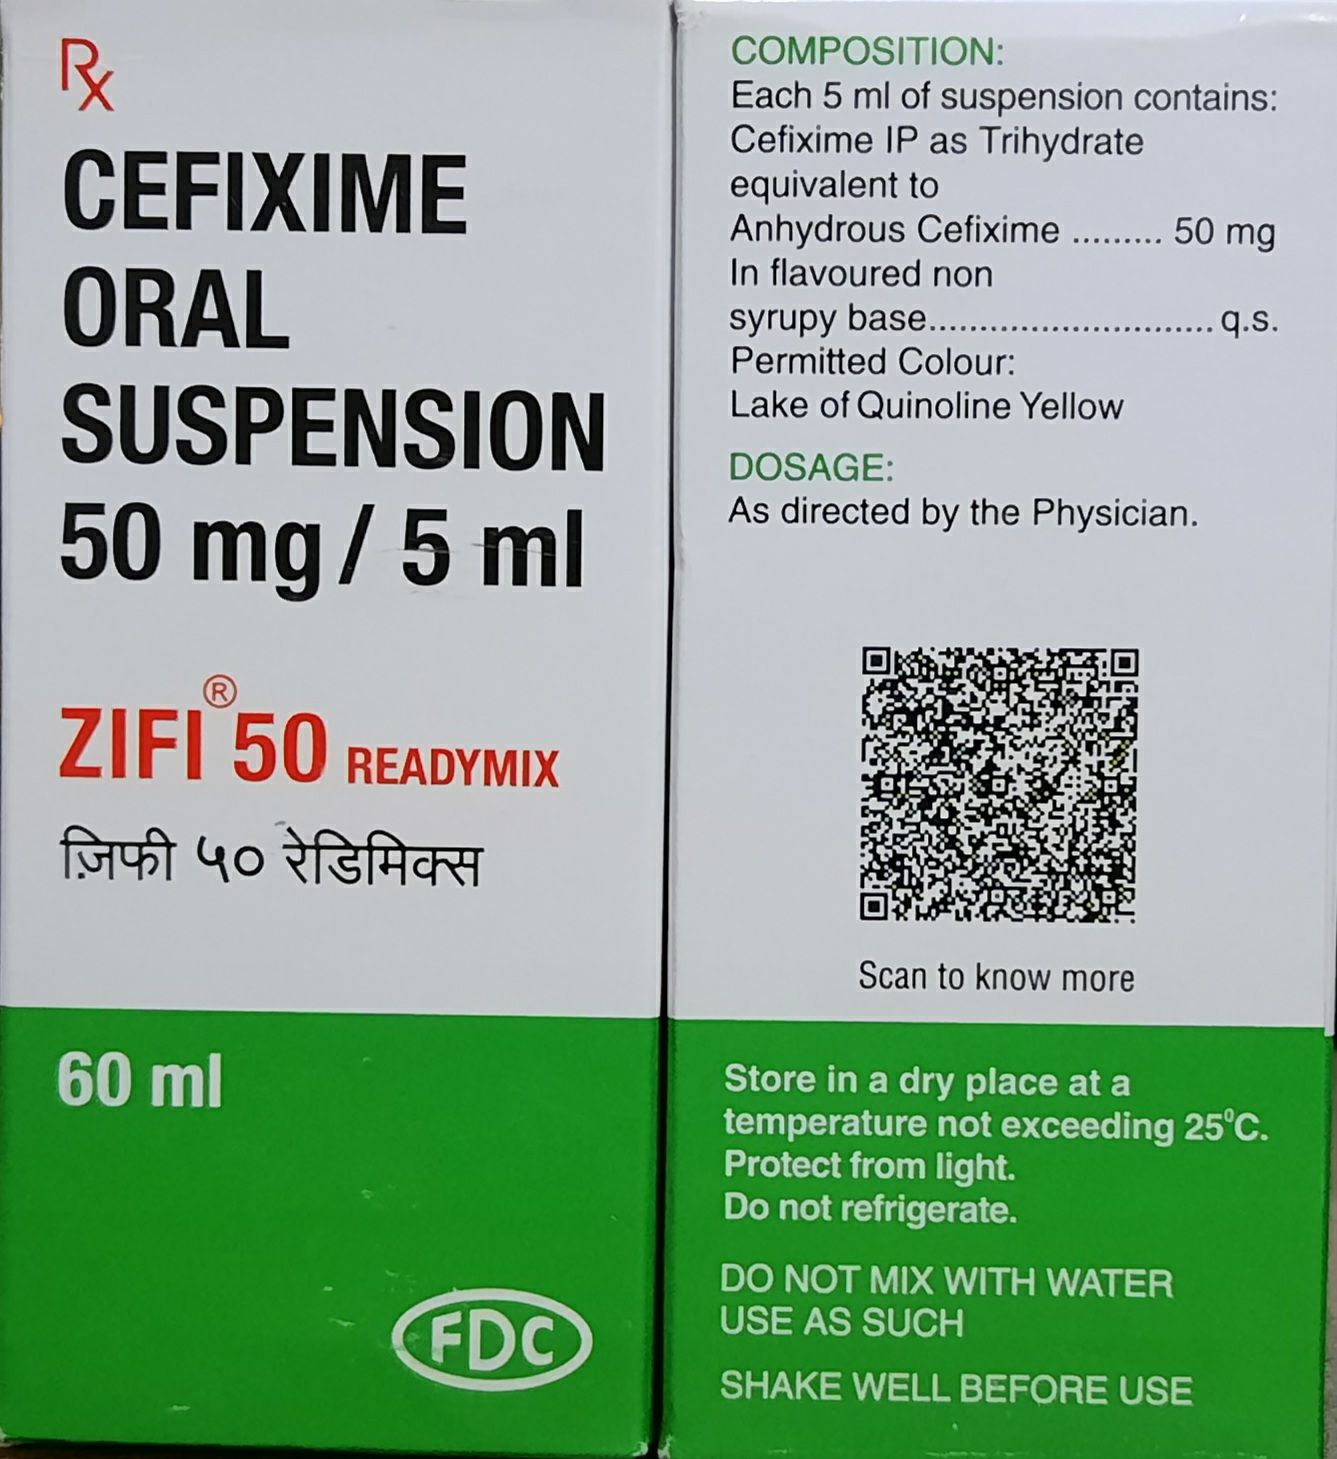 Rx
CEFIXIME
ORAL
SUSPENSION
50 mg / 5 ml
ZIFI® 50 READYMIX
ज़िफी ५० रेडिमिक्स
60 ml
FDC
COMPOSITION:
Each 5 ml of suspension contains:
Cefixime IP as Trihydrate
equivalent to
Anhydrous Cefixime ......... 50 mg
In flavoured non
syrupy base............................ q.s.
Permitted Colour:
Lake of Quinoline Yellow
DOSAGE:
As directed by the Physician.
Scan to know more
Store in a dry place at a
temperature not exceeding 25⁰C.
Protect from light.
Do not refrigerate.
DO NOT MIX WITH WATER
USE AS SUCH
SHAKE WELL BEFORE USE